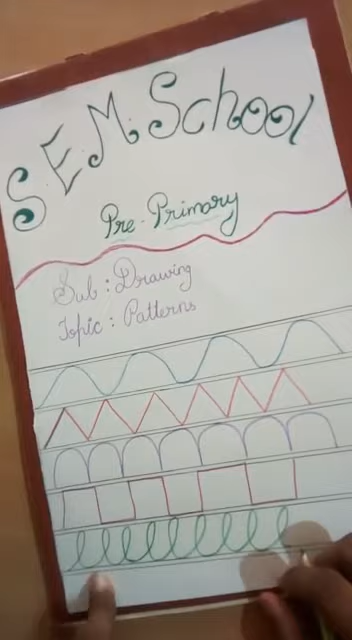 S.E.M. School
Pre-Primary
Sub : Drawing
Topic : Patterns